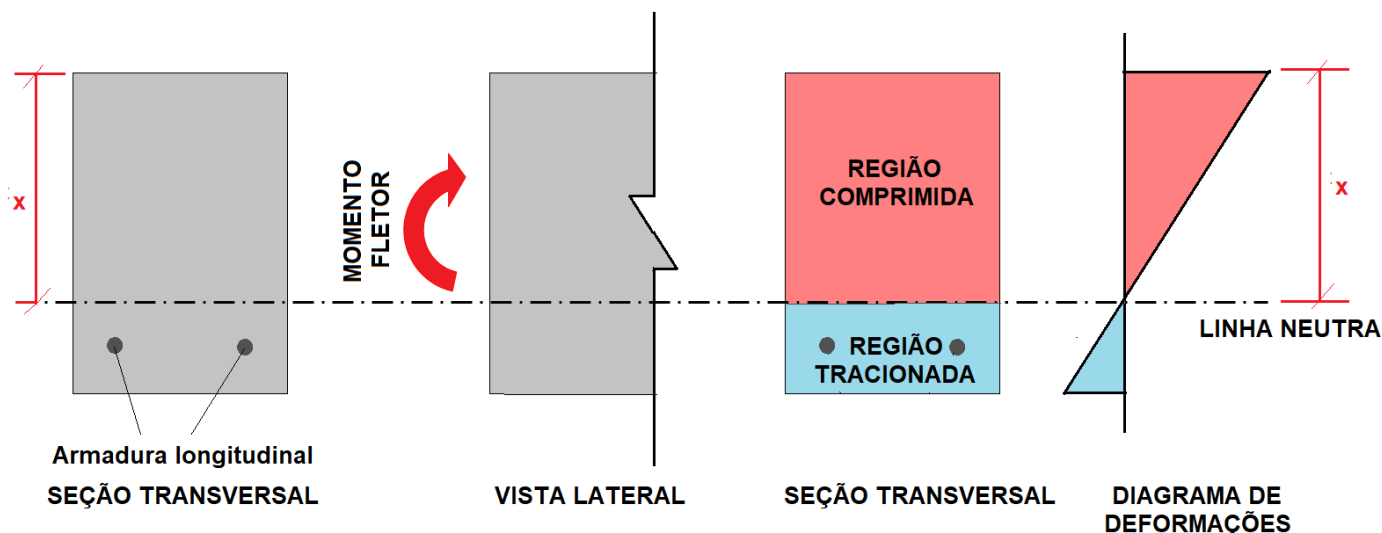 x
MOMENTO
FLETOR
REGIÃO
COMPRIMIDA
x
LINHA NEUTRA
REGIÃO
TRACIONADA
Armadura longitudinal
SEÇÃO TRANSVERSAL
VISTA LATERAL
SEÇÃO TRANSVERSAL
DIAGRAMA DE
DEFORMAÇÕES